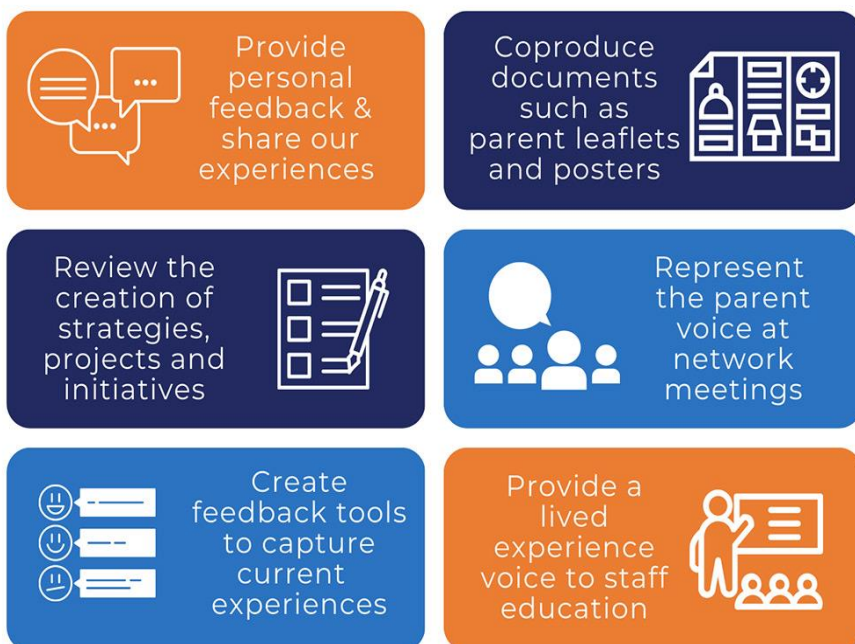 Provide
personal
feedback &
share our
experiences
Coproduce
documents
such as
parent leaflets
and posters
Review the
creation of
strategies,
projects and
initiatives
Represent
the parent
voice at
network
meetings
Create
feedback tools
to capture
current
experiences
Provide a
lived
experience
voice to staff
education